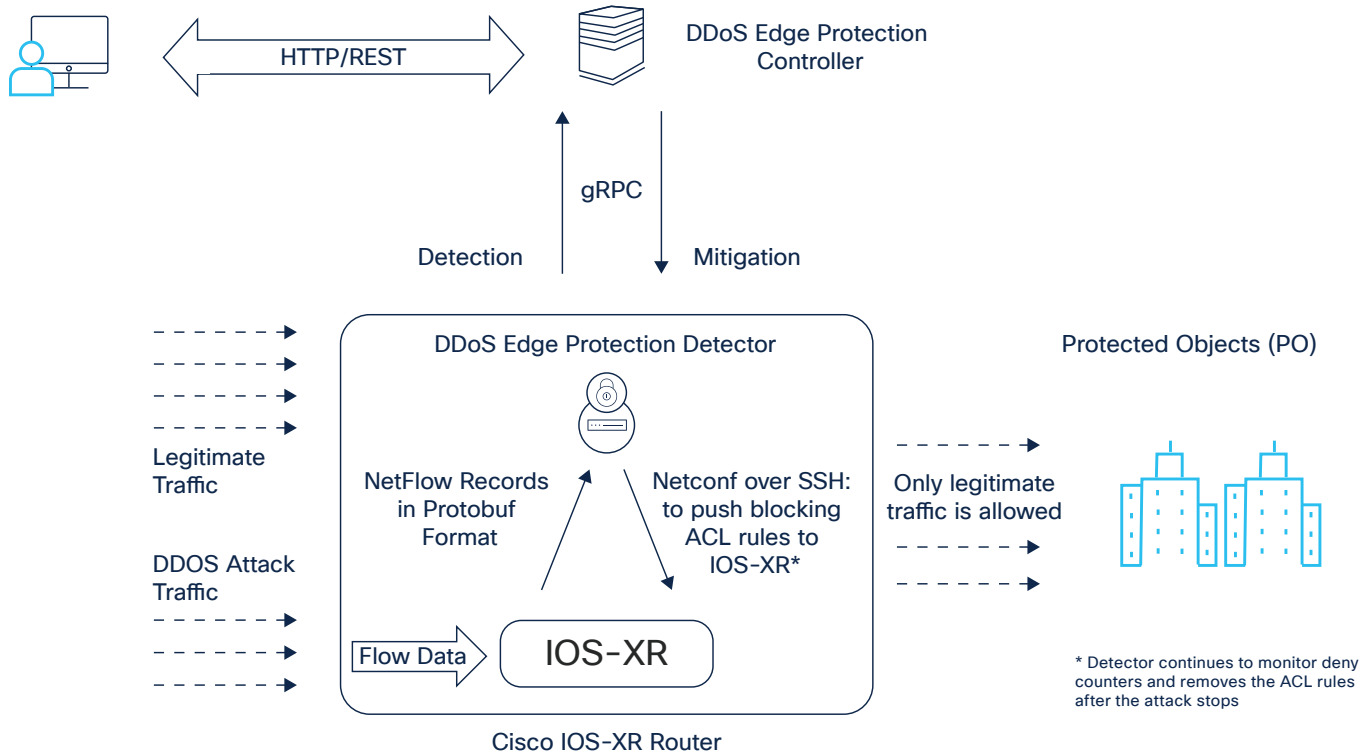 HTTP/REST
DDoS Edge Protection
Controller
gRPC
Detection
Mitigation
DDoS Edge Protection Detector
Protected Objects (PO)
Legitimate
Traffic
NetFlow Records
in Protobuf
Format
Netconf over SSH:
to push blocking
ACL rules to
IOS-XR*
Only legitimate
traffic is allowed
DDOS Attack
Traffic
Flow Data
IOS-XR
* Detector continues to monitor deny
counters and removes the ACL rules
after the attack stops
Cisco IOS-XR Router